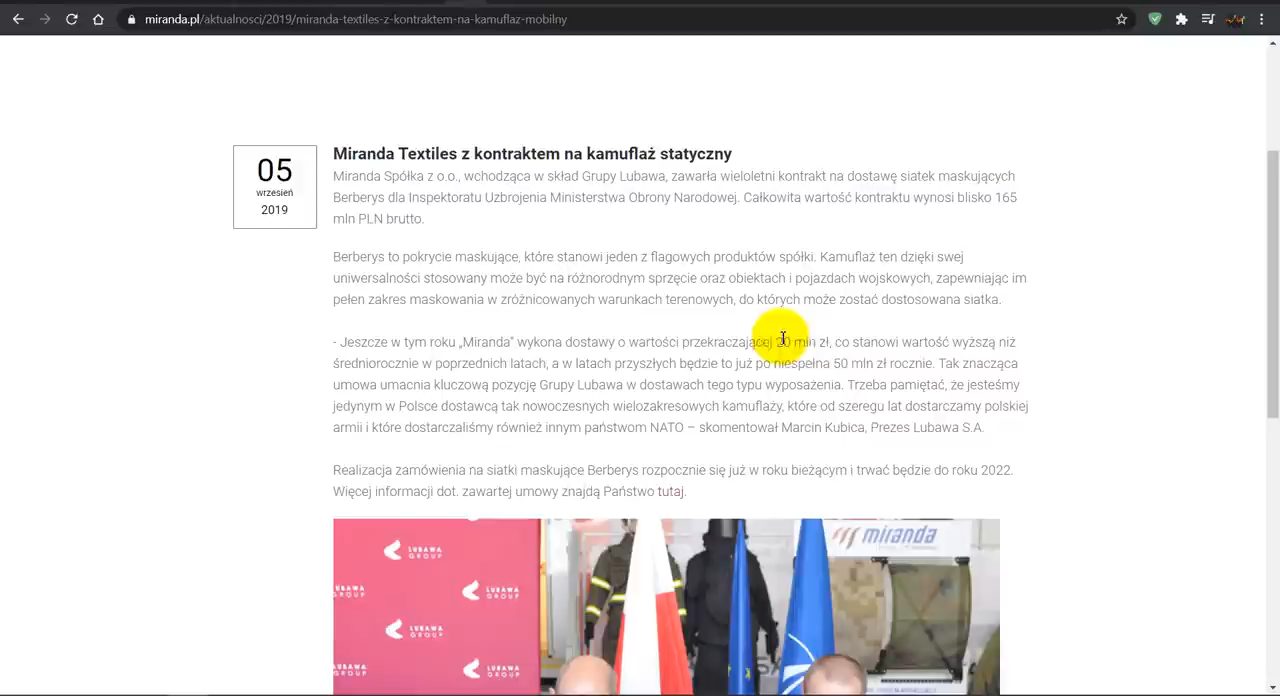 miranda.pl/aktualnosci/2019/miranda-textiles-z-kontraktem-na-kamuflaz-mobilny
05
wrzesień
2019
Miranda Textiles z kontraktem na kamuflaż statyczny
Miranda Spółka z o.o., wchodząca w skład Grupy Lubawa, zawarła wieloletni kontrakt na dostawę siatek maskujących
Berberys dla Inspektoratu Uzbrojenia Ministerstwa Obrony Narodowej. Całkowita wartość kontraktu wynosi blisko 165
mln PLN brutto.
Berberys to pokrycie maskujące, które stanowi jeden z flagowych produktów spółki. Kamuflaż ten dzięki swej
uniwersalności stosowany może być na różnorodnym sprzęcie oraz obiektach i pojazdach wojskowych, zapewniając im
pełen zakres maskowania w zróżnicowanych warunkach terenowych, do których może zostać dostosowana siatka.
- Jeszcze w tym roku „Miranda” wykona dostawy o wartości przekraczającej 20 mln zł, co stanowi wartość wyższą niż
średniorocznie w poprzednich latach, a w latach przyszłych będzie to już po niespełna 50 mln zł rocznie. Tak znacząca
umowa umacnia kluczową pozycję Grupy Lubawa w dostawach tego typu wyposażenia. Trzeba pamiętać, że jesteśmy
jedynym w Polsce dostawcą tak nowoczesnych wielozakresowych kamuflaży, które od szeregu lat dostarczamy polskiej
armii i które dostarczaliśmy również innym państwom NATO – skomentował Marcin Kubica, Prezes Lubawa S.A.
Realizacja zamówienia na siatki maskujące Berberys rozpocznie się już w roku bieżącym i trwać będzie do roku 2022.
Więcej informacji dot. zawartej umowy znajdą Państwo tutaj.
miranda
LUBAWA
GROUP
LUBAWA
GROUP
LUBAWA
GROUP
LUBAWA
GROUP